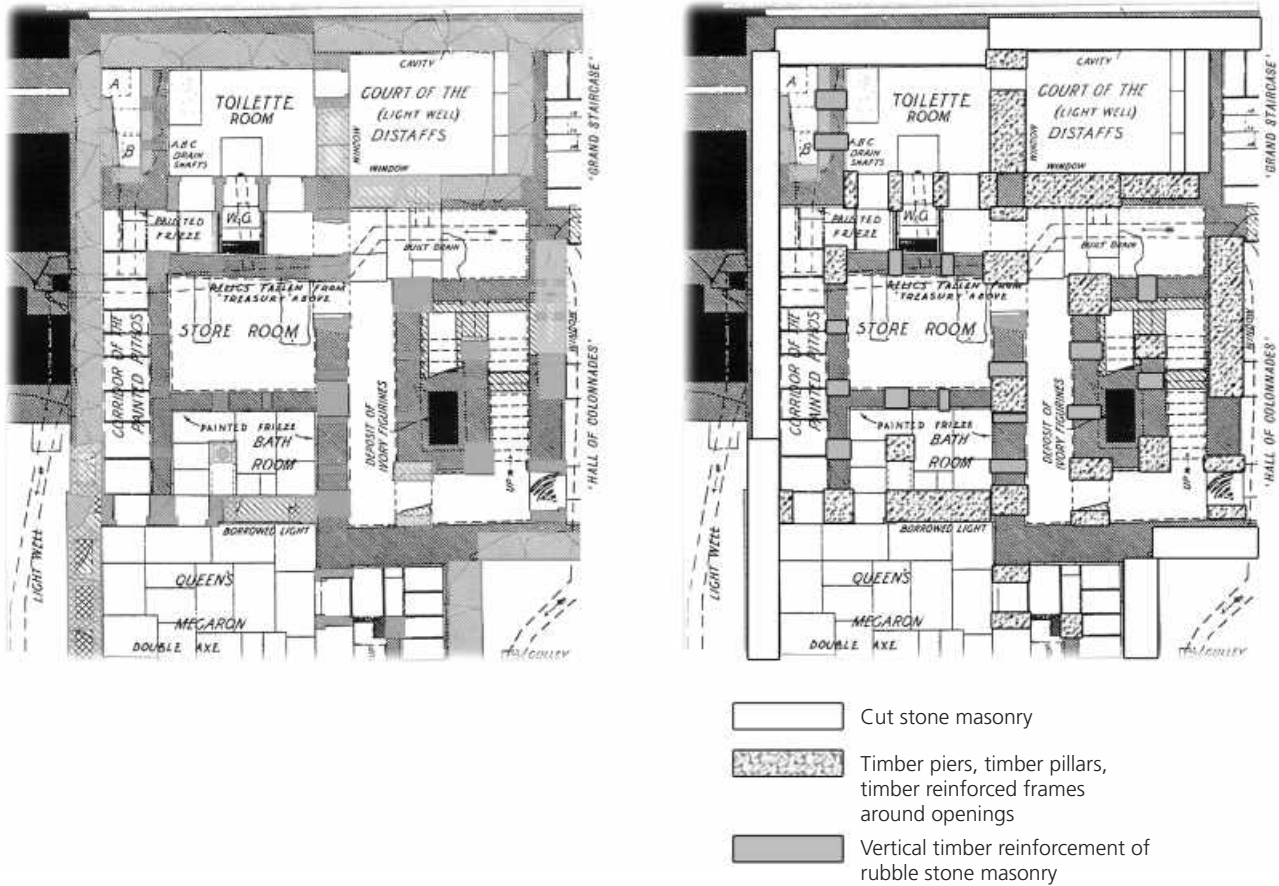 CAVITY
COURT OF THE
(LIGHT WELL)
DISTAFFS
A
TOILETTE
ROOM
WINDOW
"GRAND STAIRCASE"
B
A B C
DRAIN
SHAFTS
WINDOW
PAINTED
FRIEZE
W.C.
BUILT DRAIN
RELICS FALLEN FROM
"TREASURY" ABOVE
STORE ROOM
WINDOW
CORRIDOR OF THE
PAINTED PITHOS
DEPOSIT OF
IVORY FIGURINES
"HALL OF COLONNADES"
PAINTED FRIEZE
BATH
ROOM
UP
BORROWED LIGHT
LIGHT WELL
QUEEN'S
MEGARON
DOUBLE AXE
GULLEY
CAVITY
COURT OF THE
(LIGHT WELL)
DISTAFFS
A
TOILETTE
ROOM
WINDOW
"GRAND STAIRCASE"
B
A B C
DRAIN
SHAFTS
WINDOW
PAINTED
FRIEZE
W.C.
BUILT DRAIN
RELICS FALLEN FROM
"TREASURY" ABOVE
STORE ROOM
WINDOW
CORRIDOR OF THE
PAINTED PITHOS
DEPOSIT OF
IVORY FIGURINES
"HALL OF COLONNADES"
PAINTED FRIEZE
BATH
ROOM
UP
BORROWED LIGHT
LIGHT WELL
QUEEN'S
MEGARON
DOUBLE AXE
GULLEY
Cut stone masonry
Timber piers, timber pillars,
timber reinforced frames
around openings
Vertical timber reinforcement of
rubble stone masonry